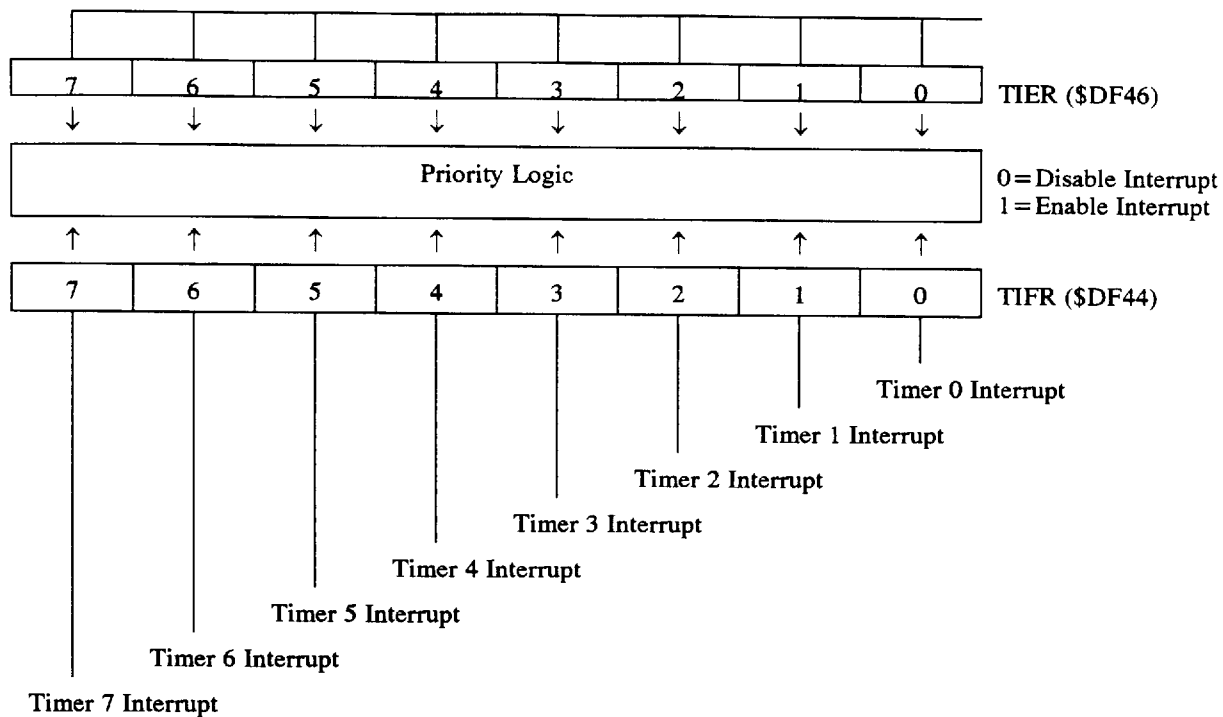 7 6 5 4 3 2 1 0 TIER ($DF46)
Priority Logic
0=Disable Interrupt
1=Enable Interrupt
7 6 5 4 3 2 1 0 TIFR ($DF44)
Timer 0 Interrupt
Timer 1 Interrupt
Timer 2 Interrupt
Timer 3 Interrupt
Timer 4 Interrupt
Timer 5 Interrupt
Timer 6 Interrupt
Timer 7 Interrupt